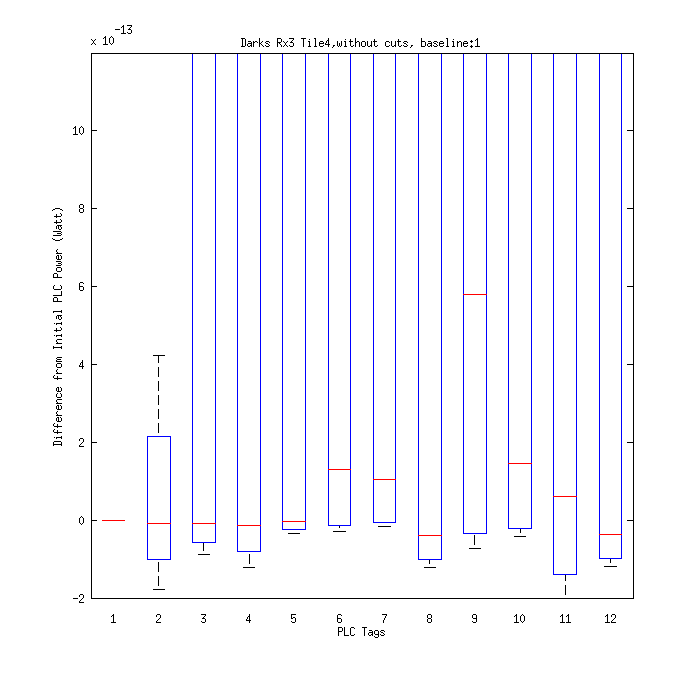 x 10^-13
Darks Rx3 Tile4,without cuts, baseline:1
Difference from Initial PLC Power (Watt)
10
8
6
4
2
0
-2
1 2 3 4 5 6 7 8 9 10 11 12
PLC Tags